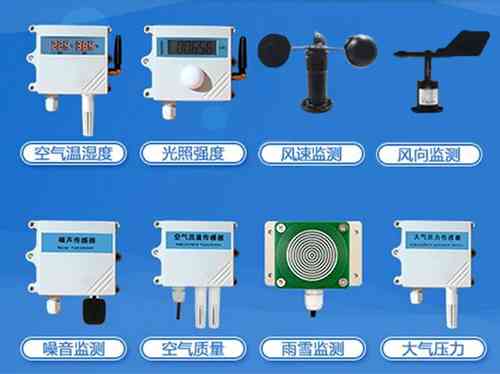 空气温湿度
光照强度
风速监测
风向监测
噪声传感器
空气质量传感器
大气压力传感器
噪音监测
空气质量
雨雪监测
大气压力